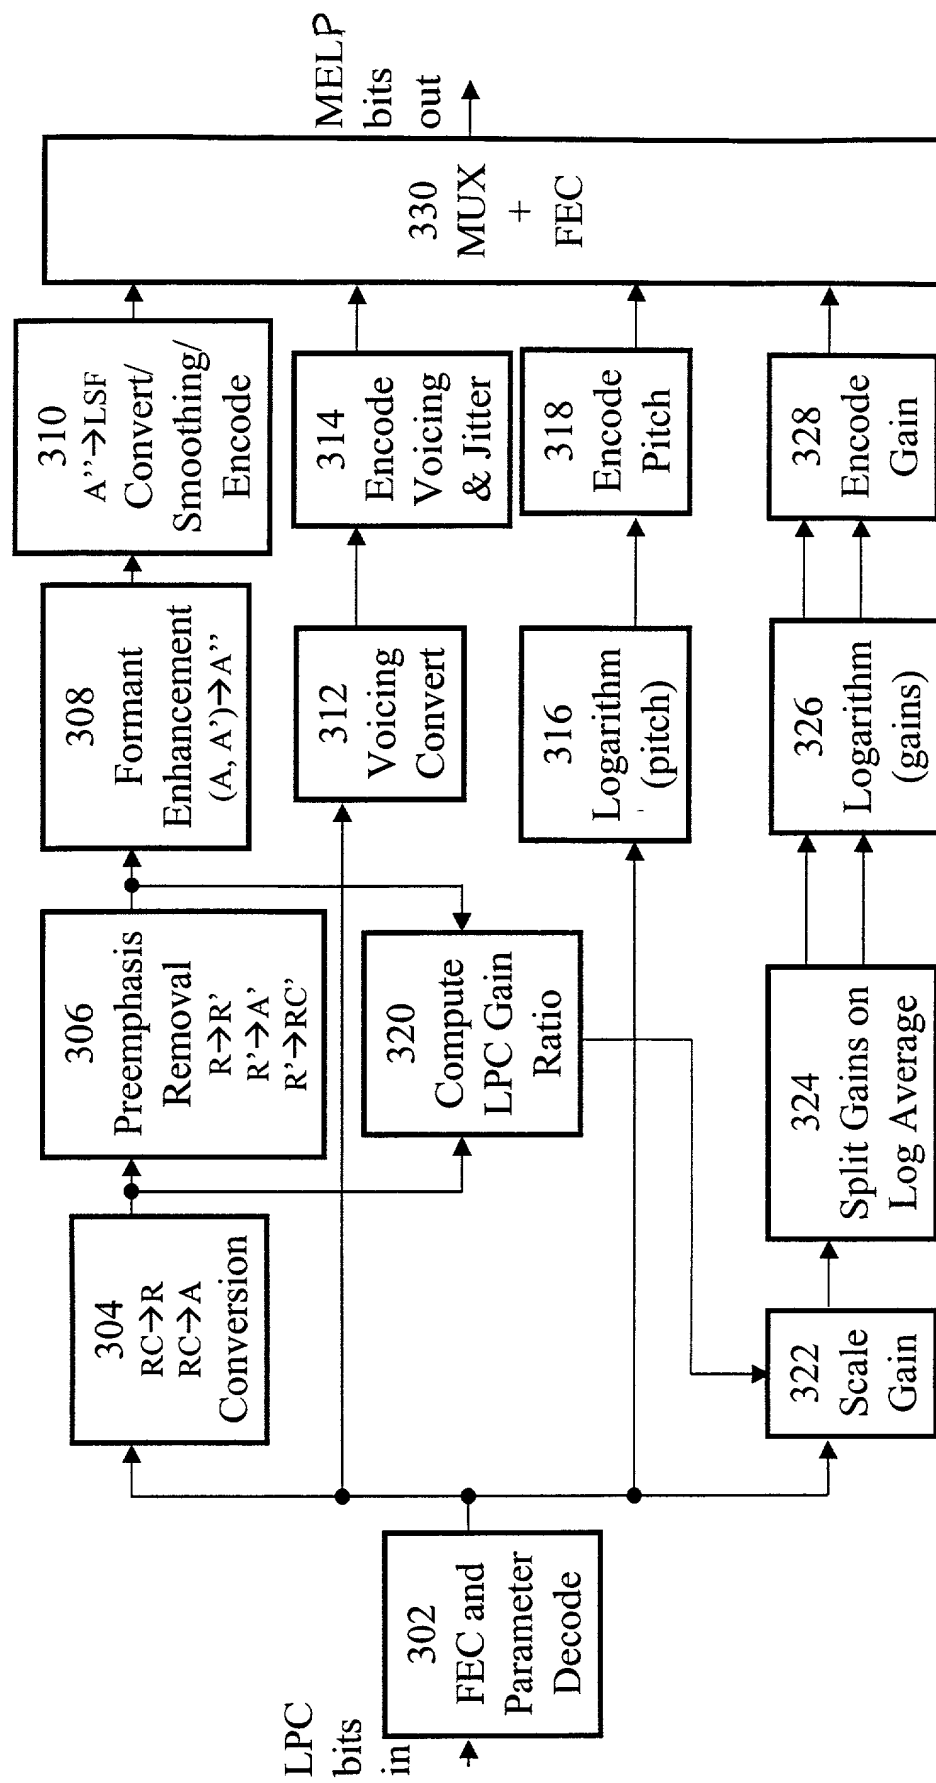 LPC
bits
in
302
FEC and
Parameter
Decode
304
RC→R
RC→A
Conversion
306
Preemphasis
Removal
R→R'
R'→A'
R'→RC'
308
Formant
Enhancement
(A, A')→A''
310
A''→LSF
Convert/
Smoothing/
Encode
312
Voicing
Convert
314
Encode
Voicing
& Jitter
316
Logarithm
(pitch)
318
Encode
Pitch
320
Compute
LPC Gain
Ratio
322
Scale
Gain
324
Split Gains on
Log Average
326
Logarithm
(gains)
328
Encode
Gain
330
MUX
+
FEC
MELP
bits
out